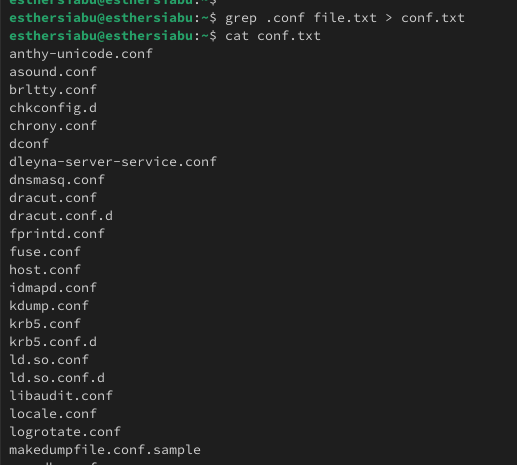 esthersiabu@esthersiabu:~$
esthersiabu@esthersiabu:~$ grep .conf file.txt > conf.txt
esthersiabu@esthersiabu:~$ cat conf.txt
anthy-unicode.conf
asound.conf
brltty.conf
chkconfig.d
chrony.conf
dconf
dleyna-server-service.conf
dnsmasq.conf
dracut.conf
dracut.conf.d
fprintd.conf
fuse.conf
host.conf
idmapd.conf
kdump.conf
krb5.conf
krb5.conf.d
ld.so.conf
ld.so.conf.d
libaudit.conf
locale.conf
logrotate.conf
makedumpfile.conf.sample